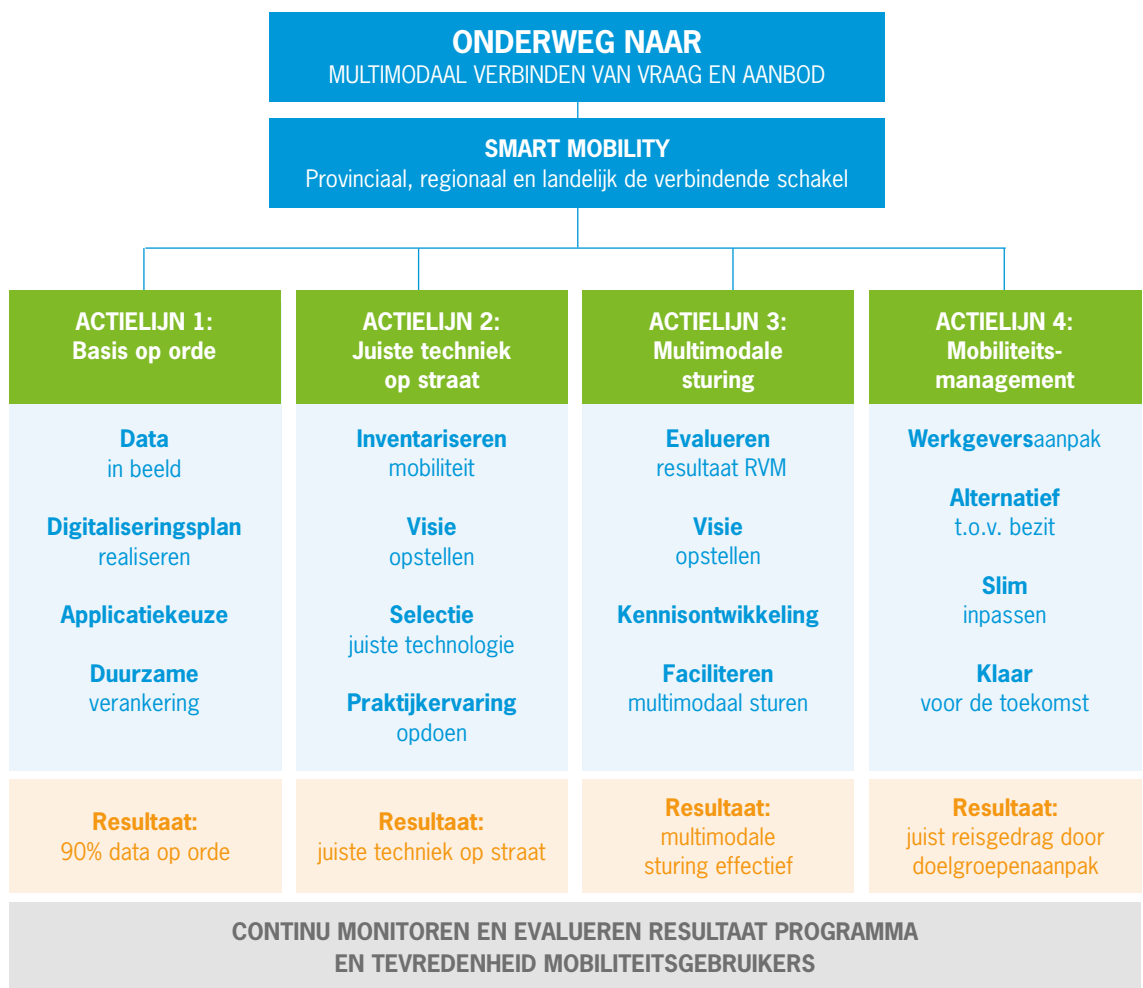 ONDERWEG NAAR
MULTIMODAAL VERBINDEN VAN VRAAG EN AANBOD
SMART MOBILITY
Provinciaal, regionaal en landelijk de verbindende schakel
ACTIELIJN 1:
Basis op orde
Data
in beeld
Digitaliseringsplan
realiseren
Applicatiekeuze
Duurzame
verankering
Resultaat:
90% data op orde
ACTIELIJN 2:
Juiste techniek
op straat
Inventariseren
mobiliteit
Visie
opstellen
Selectie
juiste technologie
Praktijkervaring
opdoen
Resultaat:
juiste techniek op straat
ACTIELIJN 3:
Multimodale
sturing
Evalueren
resultaat RVM
Visie
opstellen
Kennisontwikkeling
Faciliteren
multimodaal sturen
Resultaat:
multimodale
sturing effectief
ACTIELIJN 4:
Mobiliteits-
management
Werkgeversaanpak
Alternatief
t.o.v. bezit
Slim
inpassen
Klaar
voor de toekomst
Resultaat:
juist reisgedrag door
doelgroepenaanpak
CONTINU MONITOREN EN EVALUEREN RESULTAAT PROGRAMMA
EN TEVREDENHEID MOBILITEITSGEBRUIKERS